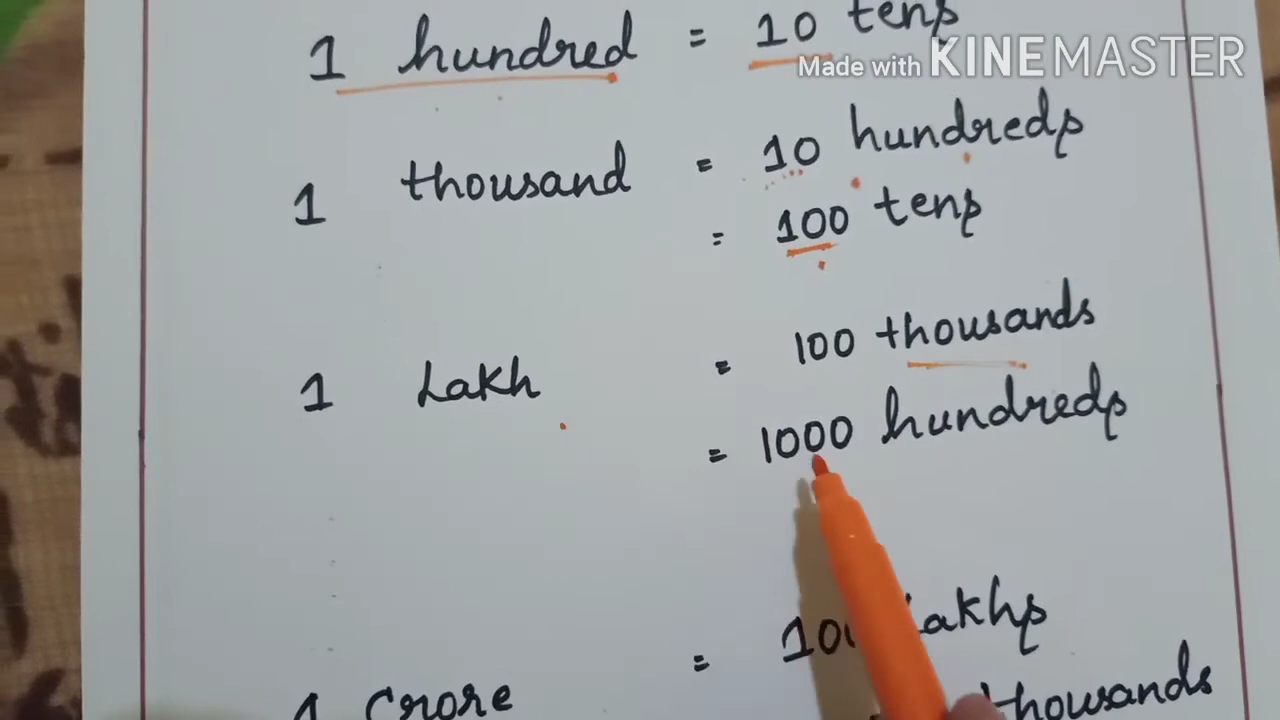 1 hundred = 10 tens
Made with KINEMASTER
1 thousand = 10 hundreds
= 100 tens
1 Lakh = 100 thousands
= 1000 hundreds
= 100 Lakhs
1 Crore
thousands